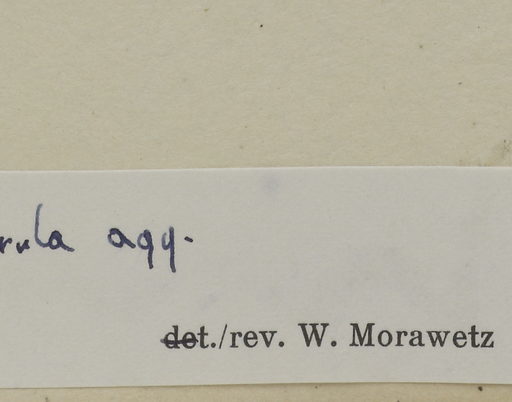 rula agg.
det./rev. W. Morawetz